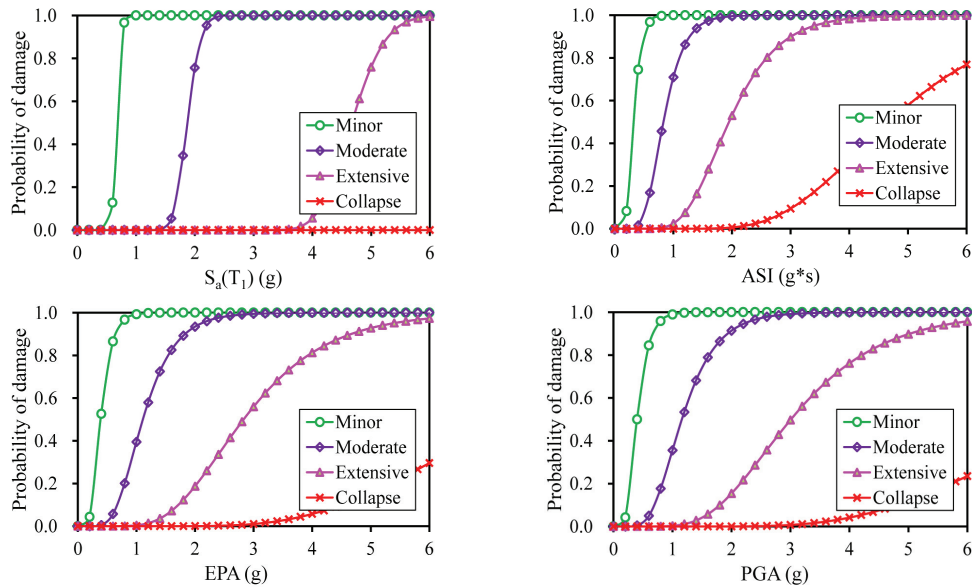 Probability of damage
1.0
0.8
0.6
0.4
0.2
0.0
Minor
Moderate
Extensive
Collapse
0 1 2 3 4 5 6
Sa(T1) (g)
Probability of damage
1.0
0.8
0.6
0.4
0.2
0.0
Minor
Moderate
Extensive
Collapse
0 1 2 3 4 5 6
ASI (g*s)
Probability of damage
1.0
0.8
0.6
0.4
0.2
0.0
Minor
Moderate
Extensive
Collapse
0 1 2 3 4 5 6
EPA (g)
Probability of damage
1.0
0.8
0.6
0.4
0.2
0.0
Minor
Moderate
Extensive
Collapse
0 1 2 3 4 5 6
PGA (g)